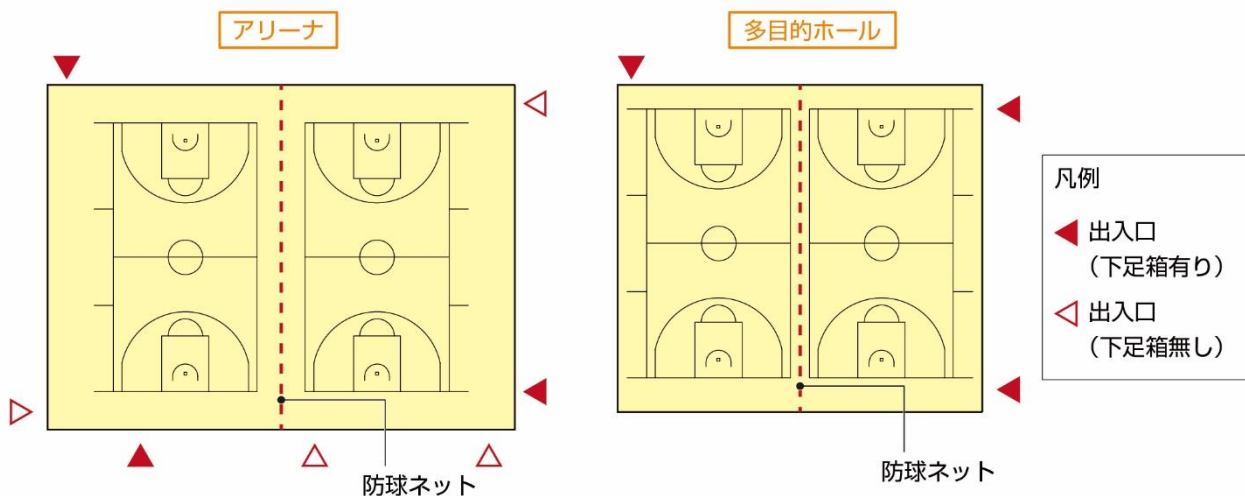 アリーナ
多目的ホール
凡例
出入口
（下足箱有り）
出入口
（下足箱無し）
防球ネット
防球ネット